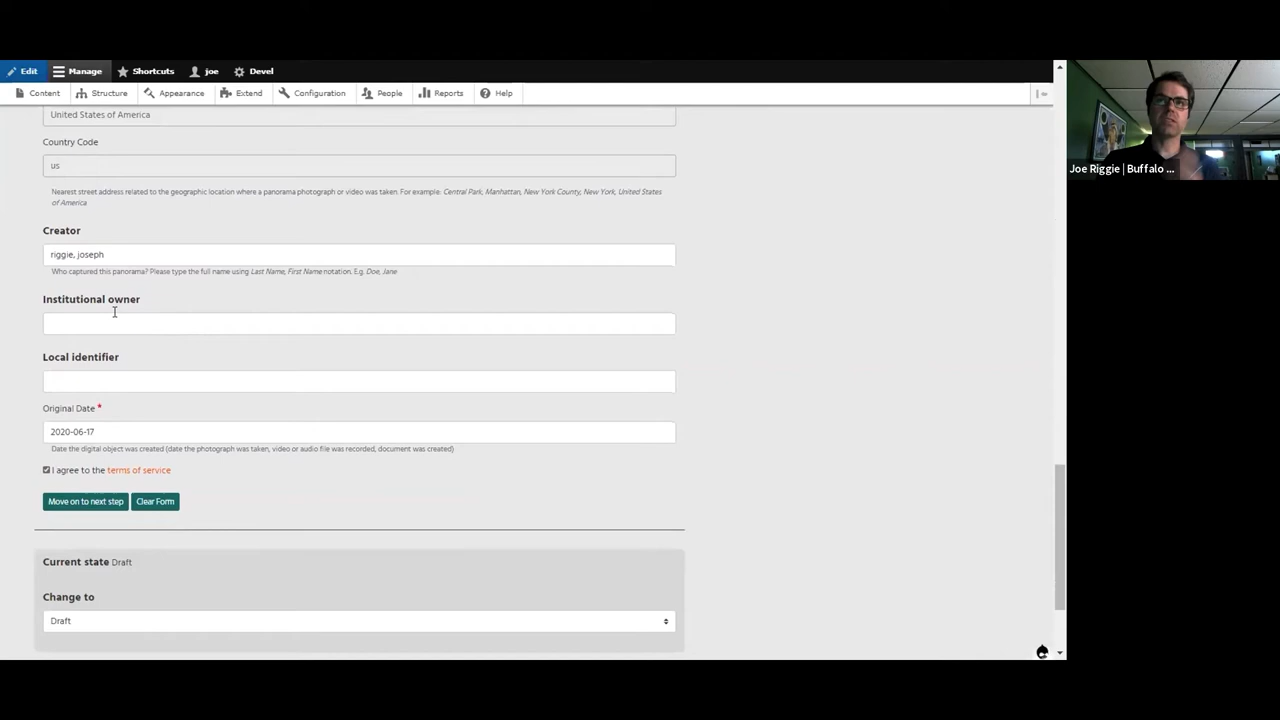 Edit Manage Shortcuts joe Devel
Content Structure Appearance Extend Configuration People Reports Help
United States of America
Country Code
us
Nearest street address related to the geographic location where a panorama photograph or video was taken. For example: Central Park, Manhattan, New York County, New York, United States
of America
Creator
riggie, joseph
Who captured this panorama? Please type the full name using Last Name, First Name notation. E.g. Doe, Jane
Institutional owner
Local identifier
Original Date *
2020-06-17
Date the digital object was created (date the photograph was taken, video or audio file was recorded, document was created)
I agree to the terms of service
Move on to next step Clear Form
Current state Draft
Change to
Draft
Joe Riggie | Buffalo ...